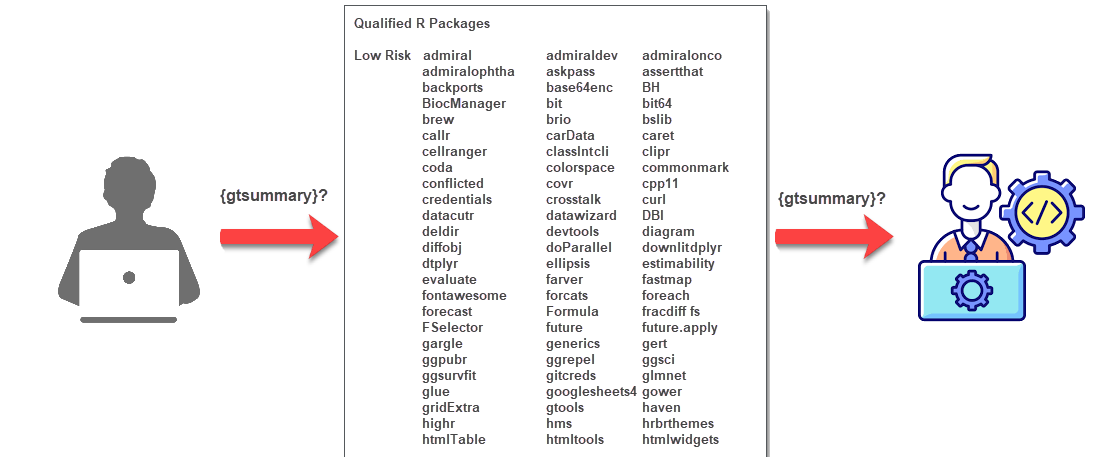 Qualified R Packages
Low Risk admiral admiraldev admiralonco
admiralophtha askpass assertthat
backports base64enc BH
BiocManager bit bit64
brew brio bslib
callr carData caret
cellranger classIntcli clipr
coda colorspace commonmark
conflicted covr cpp11
credentials crosstalk curl
datacutr datawizard DBI
deldir devtools diagram
diffobj doParallel downlitdplyr
dtplyr ellipsis estimability
evaluate farver fastmap
fontawesome forcats foreach
forecast Formula fracdiff fs
FSelector future future.apply
gargle generics gert
ggpubr ggrepel ggsci
ggsurvfit gitcreds glmnet
glue googlesheets4 gower
gridExtra gtools haven
highr hms hrbrthemes
htmlTable htmltools htmlwidgets
{gtsummary}?
{gtsummary}?
</>